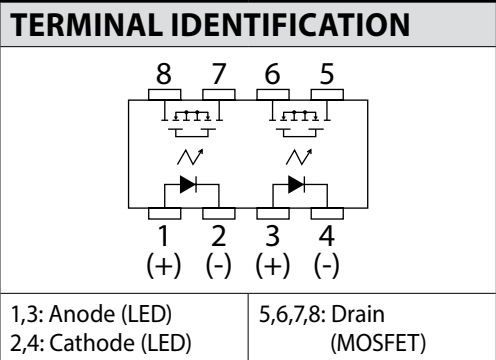 TERMINAL IDENTIFICATION
8 7 6 5
1 2 3 4
(+) (-) (+) (-)
1,3: Anode (LED)
2,4: Cathode (LED)
5,6,7,8: Drain
(MOSFET)